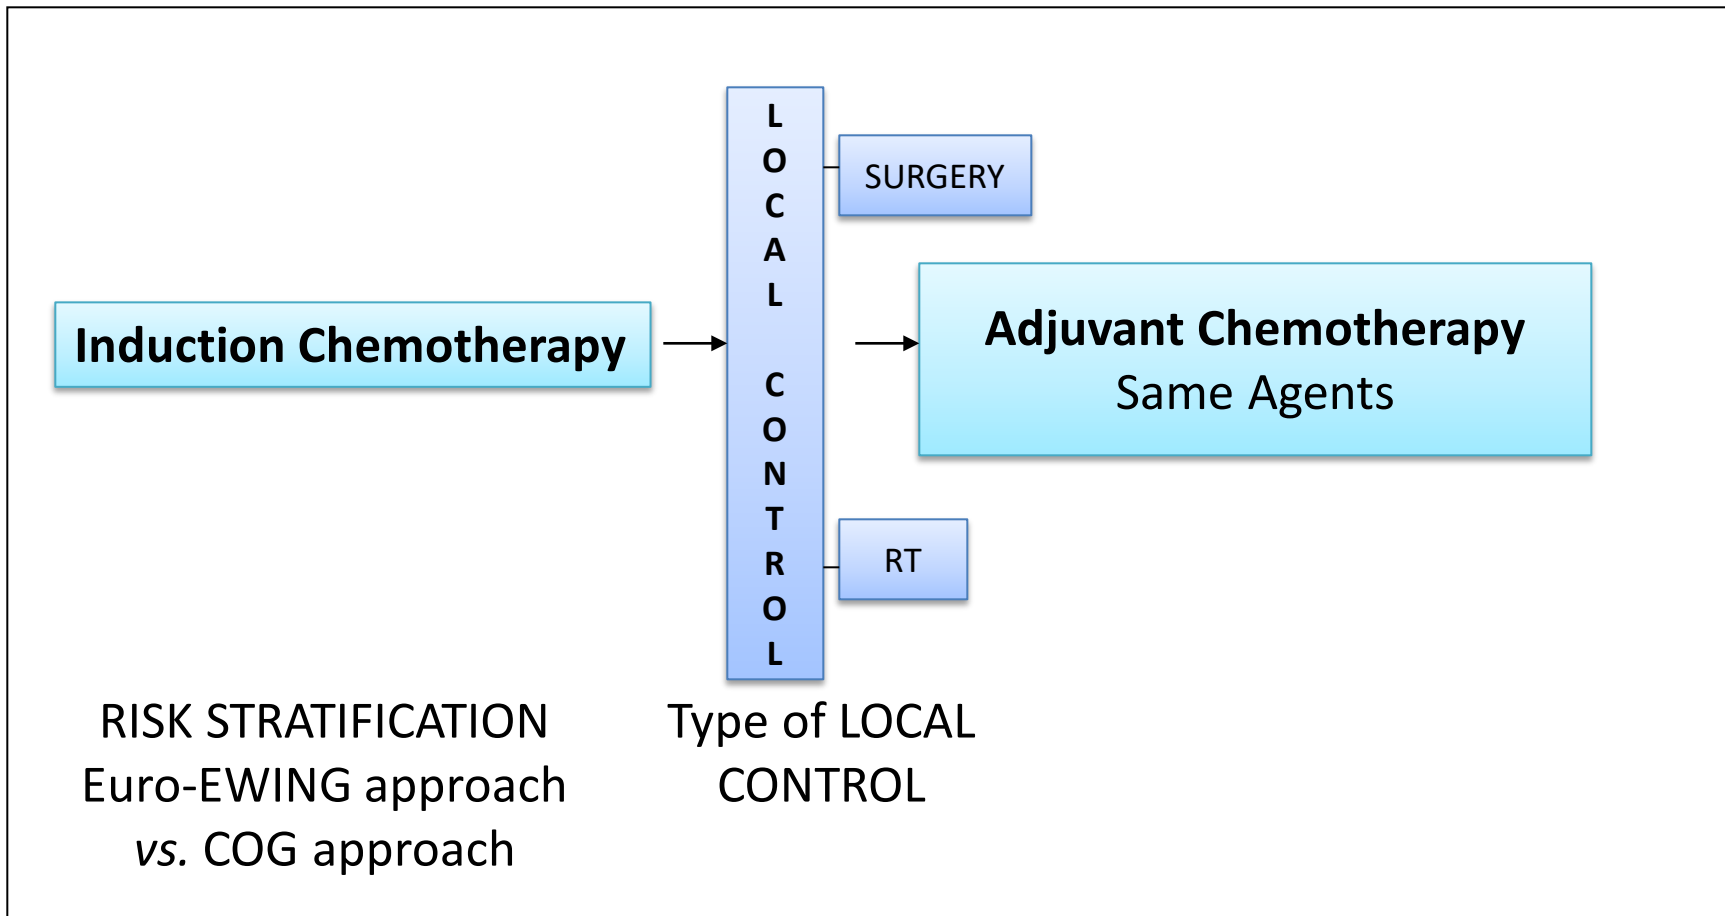 Induction Chemotherapy
LOCAL CONTROL
SURGERY
Adjuvant Chemotherapy
Same Agents
RT
RISK STRATIFICATION
Euro-EWING approach
vs. COG approach
Type of LOCAL
CONTROL